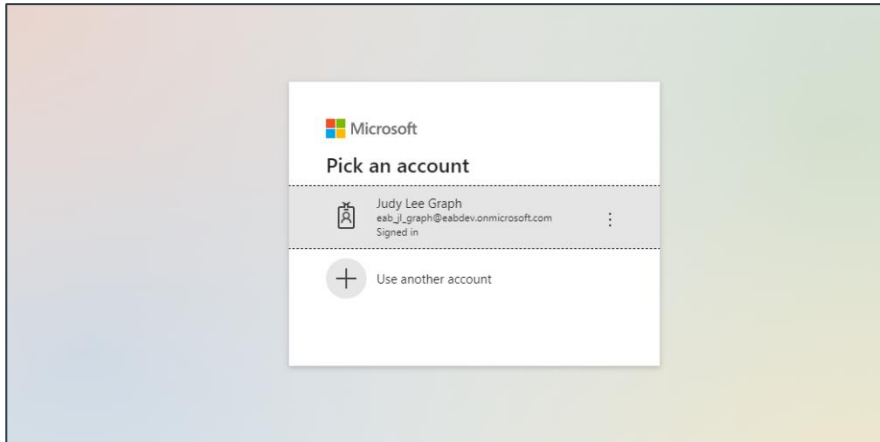 Microsoft
Pick an account
Judy Lee Graph
eab_jl_graph@eabdev.onmicrosoft.com
Signed in
Use another account